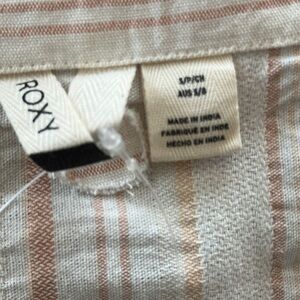 ROXY
S/P/CH
AUS S/8
MADE IN INDIA
FABRIQUÉ EN INDE
HECHO EN INDIA